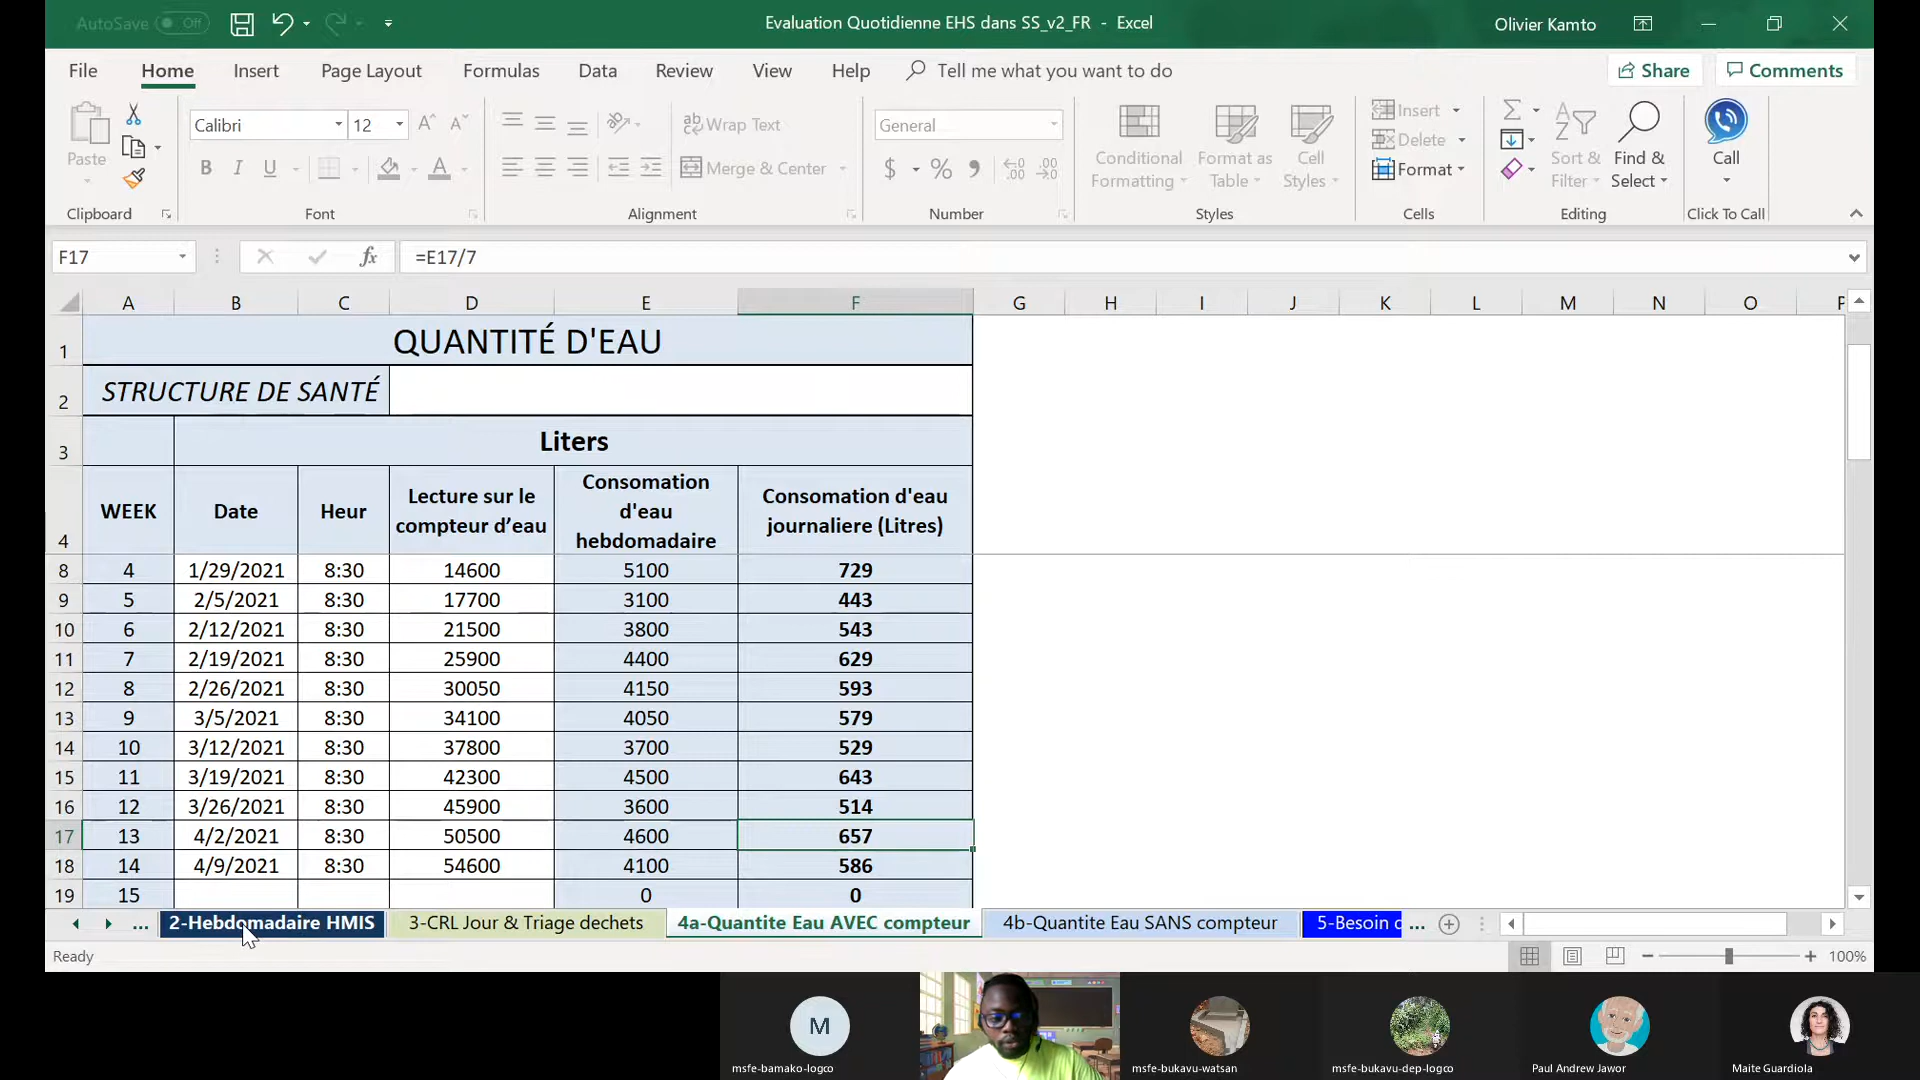 AutoSave Off
Evaluation Quotidienne EHS dans SS_v2_FR - Excel
Olivier Kamto
File Home Insert Page Layout Formulas Data Review View Help Tell me what you want to do
Share Comments
Paste
Clipboard
Calibri 12
B I U
Font
Wrap Text
Merge & Center
Alignment
General
$ %
Number
Conditional Formatting
Format as Table
Cell Styles
Styles
Insert
Delete
Format
Cells
Sort & Filter
Find & Select
Editing
Call
Click To Call
F17 fx =E17/7
A B C D E F G H I J K L M N O P
1 QUANTITÉ D'EAU
2 STRUCTURE DE SANTÉ
3 Liters
4 WEEK Date Heur Lecture sur le compteur d’eau Consomation d'eau hebdomadaire Consomation d'eau journaliere (Litres)
8 4 1/29/2021 8:30 14600 5100 729
9 5 2/5/2021 8:30 17700 3100 443
10 6 2/12/2021 8:30 21500 3800 543
11 7 2/19/2021 8:30 25900 4400 629
12 8 2/26/2021 8:30 30050 4150 593
13 9 3/5/2021 8:30 34100 4050 579
14 10 3/12/2021 8:30 37800 3700 529
15 11 3/19/2021 8:30 42300 4500 643
16 12 3/26/2021 8:30 45900 3600 514
17 13 4/2/2021 8:30 50500 4600 657
18 14 4/9/2021 8:30 54600 4100 586
19 15 0 0
... 2-Hebdomadaire HMIS 3-CRL Jour & Triage dechets 4a-Quantite Eau AVEC compteur 4b-Quantite Eau SANS compteur 5-Besoin ...
Ready
100%
M
msfe-bamako-logco
msfe-bukavu-watsan
msfe-bukavu-dep-logco
Paul Andrew Jawor
Maite Guardiola